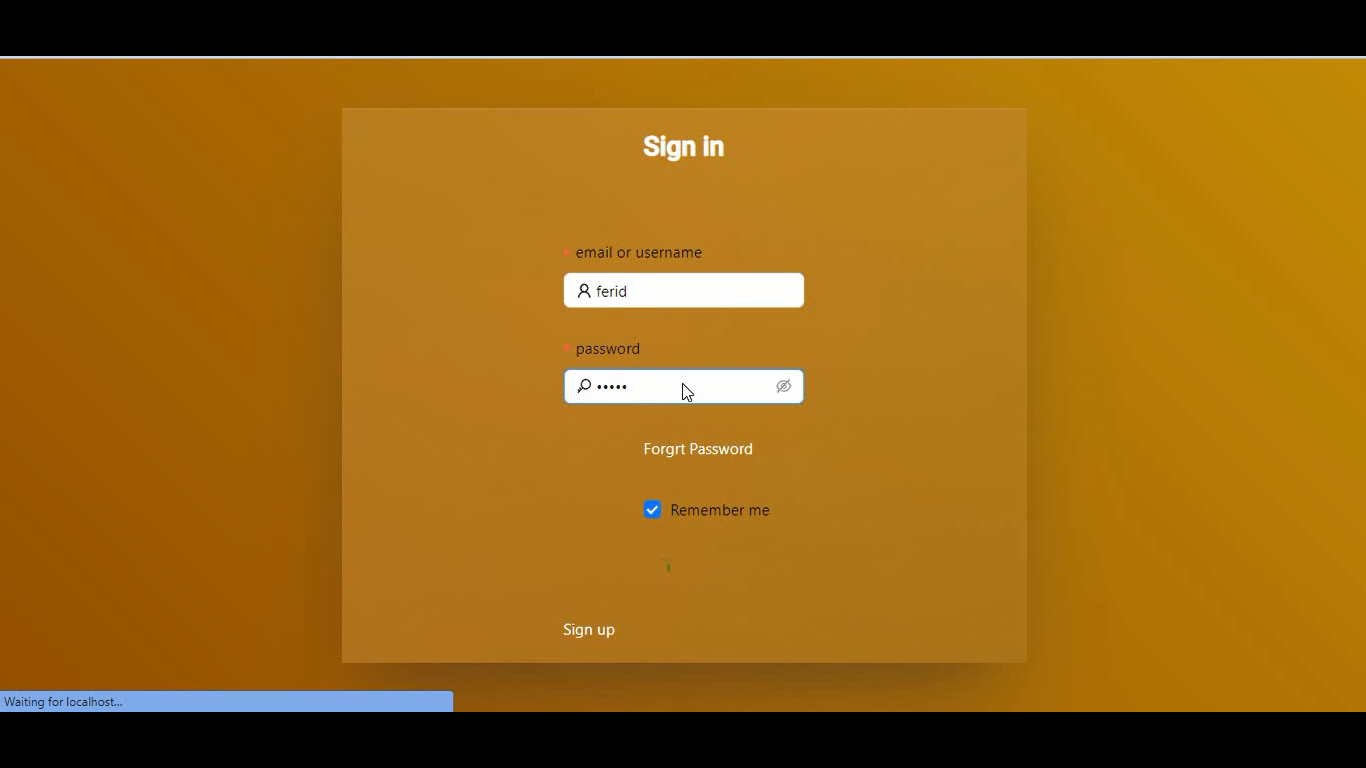 Sign in
* email or username
ferid
* password
•••••
Forgrt Password
Remember me
Sign up
Waiting for localhost...